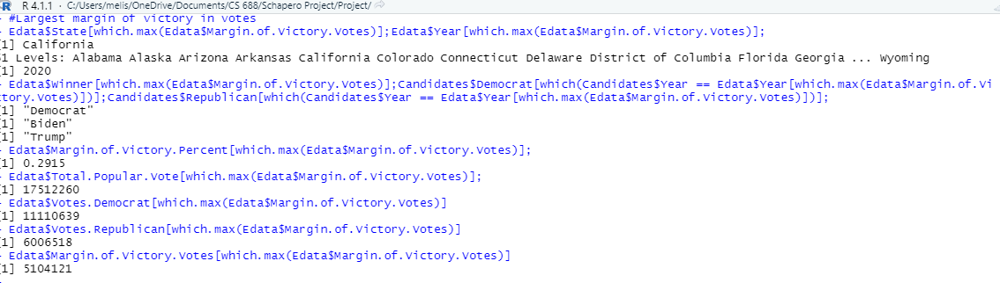 R 4.1.1 · C:/Users/melis/OneDrive/Documents/CS 688/Schapero Project/Project/
#Largest margin of victory in votes
Edata$State[which.max(Edata$Margin.of.Victory.Votes)];Edata$Year[which.max(Edata$Margin.of.Victory.Votes)];
1] California
51 Levels: Alabama Alaska Arizona Arkansas California Colorado Connecticut Delaware District of Columbia Florida Georgia ... Wyoming
1] 2020
Edata$Winner[which.max(Edata$Margin.of.Victory.Votes)];Candidates$Democrat[which(Candidates$Year == Edata$Year[which.max(Edata$Margin.of.Vi
ctory.Votes)])];Candidates$Republican[which(Candidates$Year == Edata$Year[which.max(Edata$Margin.of.Victory.Votes)])];
1] "Democrat"
1] "Biden"
1] "Trump"
Edata$Margin.of.Victory.Percent[which.max(Edata$Margin.of.Victory.Votes)];
1] 0.2915
Edata$Total.Popular.Vote[which.max(Edata$Margin.of.Victory.Votes)];
1] 17512260
Edata$Votes.Democrat[which.max(Edata$Margin.of.Victory.Votes)]
1] 11110639
Edata$Votes.Republican[which.max(Edata$Margin.of.Victory.Votes)]
1] 6006518
Edata$Margin.of.Victory.Votes[which.max(Edata$Margin.of.Victory.Votes)]
1] 5104121